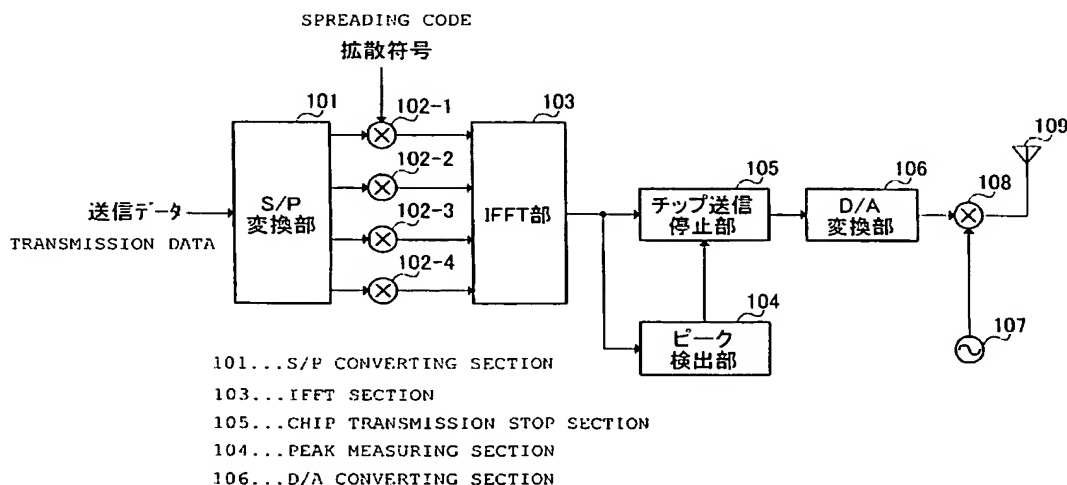 SPREADING CODE
拡散符号
101
102-1
103
102-2
109
S/P
変換部
105
106
108
送信データ
102-3
IFFT部
チップ送信
停止部
D/A
変換部
TRANSMISSION DATA
102-4
104
107
ピーク
検出部
101...S/P CONVERTING SECTION
103...IFFT SECTION
105...CHIP TRANSMISSION STOP SECTION
104...PEAK MEASURING SECTION
106...D/A CONVERTING SECTION